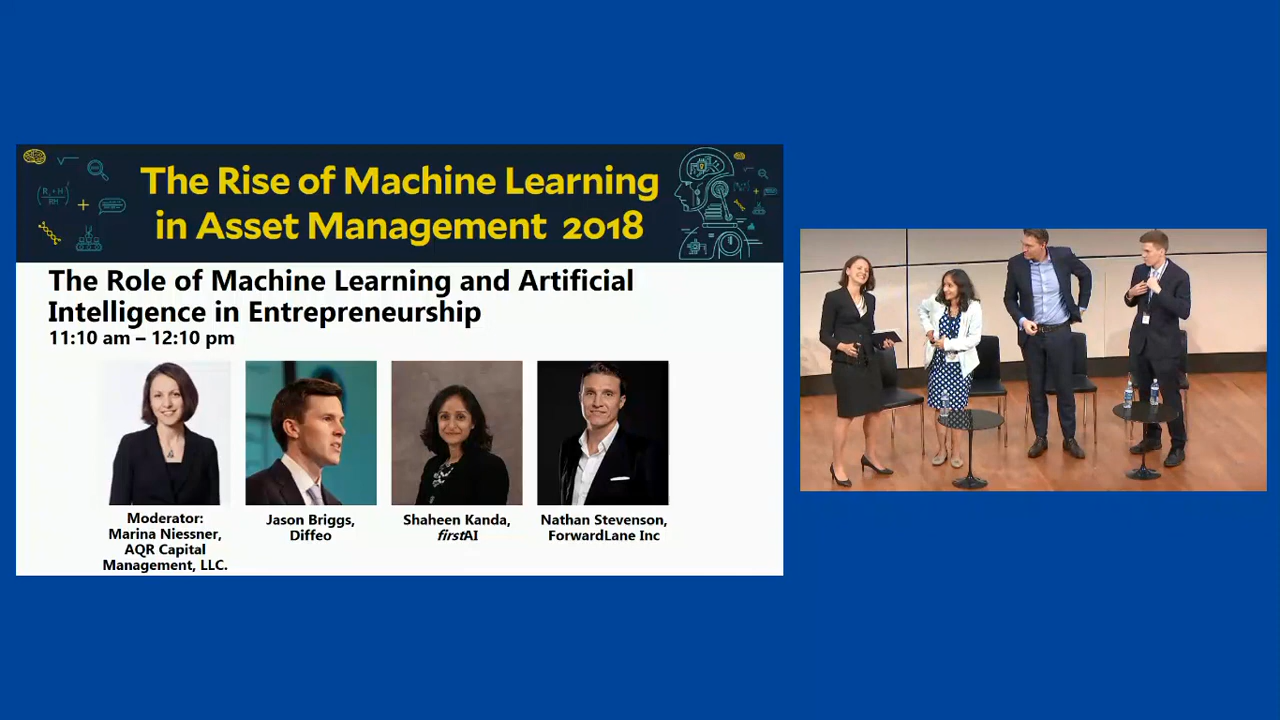 The Rise of Machine Learning
in Asset Management 2018
The Role of Machine Learning and Artificial
Intelligence in Entrepreneurship
11:10 am – 12:10 pm
Moderator:
Marina Niessner,
AQR Capital
Management, LLC.
Jason Briggs,
Diffeo
Shaheen Kanda,
firstAI
Nathan Stevenson,
ForwardLane Inc